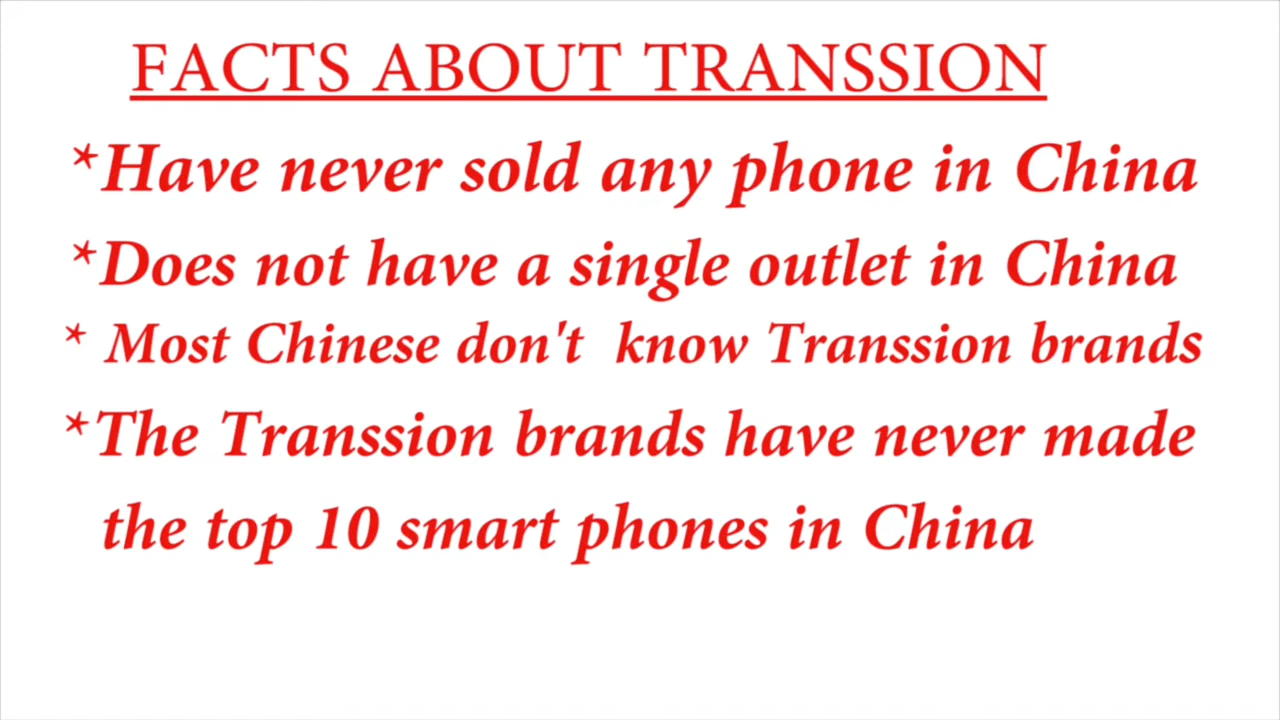 FACTS ABOUT TRANSSION
*Have never sold any phone in China
*Does not have a single outlet in China
* Most Chinese don't  know Transsion brands
*The Transsion brands have never made
the top 10 smart phones in China